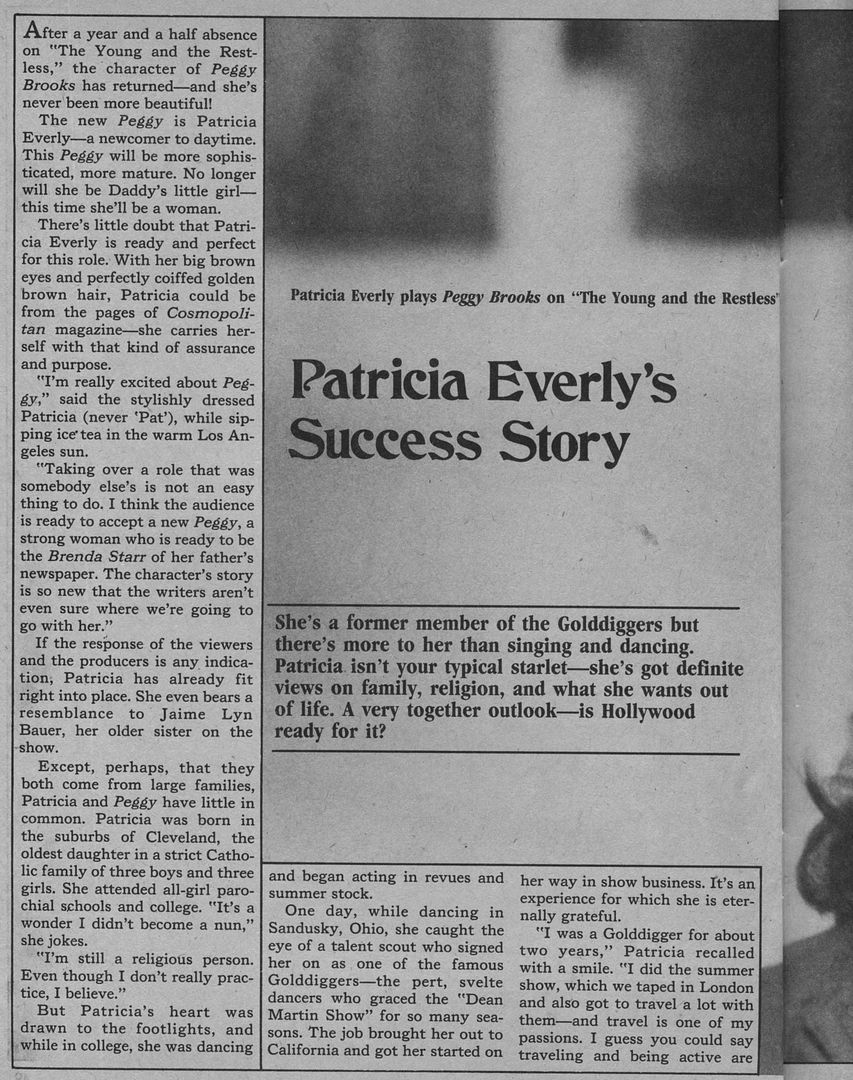 After a year and a half absence
on "The Young and the Rest-
less," the character of Peggy
Brooks has returned—and she's
never been more beautiful!
The new Peggy is Patricia
Everly—a newcomer to daytime.
This Peggy will be more sophis-
ticated, more mature. No longer
will she be Daddy's little girl—
this time she'll be a woman.
There's little doubt that Patri-
cia Everly is ready and perfect
for this role. With her big brown
eyes and perfectly coiffed golden
brown hair, Patricia could be
from the pages of Cosmopoli-
tan magazine—she carries her-
self with that kind of assurance
and purpose.
"I'm really excited about Peg-
gy," said the stylishly dressed
Patricia (never 'Pat'), while sip-
ping ice tea in the warm Los An-
geles sun.
"Taking over a role that was
somebody else's is not an easy
thing to do. I think the audience
is ready to accept a new Peggy, a
strong woman who is ready to be
the Brenda Starr of her father's
newspaper. The character's story
is so new that the writers aren't
even sure where we're going to
go with her."
If the response of the viewers
and the producers is any indica-
tion, Patricia has already fit
right into place. She even bears a
resemblance to Jaime Lyn
Bauer, her older sister on the
show.
Except, perhaps, that they
both come from large families,
Patricia and Peggy have little in
common. Patricia was born in
the suburbs of Cleveland, the
oldest daughter in a strict Catho-
lic family of three boys and three
girls. She attended all-girl paro-
chial schools and college. "It's a
wonder I didn't become a nun,"
she jokes.
"I'm still a religious person.
Even though I don't really prac-
tice, I believe."
But Patricia's heart was
drawn to the footlights, and
while in college, she was dancing
Patricia Everly plays Peggy Brooks on "The Young and the Restless"
Patricia Everly's
Success Story
She's a former member of the Golddiggers but
there's more to her than singing and dancing.
Patricia isn't your typical starlet—she's got definite
views on family, religion, and what she wants out
of life. A very together outlook—is Hollywood
ready for it?
and began acting in revues and
summer stock.
One day, while dancing in
Sandusky, Ohio, she caught the
eye of a talent scout who signed
her on as one of the famous
Golddiggers—the pert, svelte
dancers who graced the "Dean
Martin Show" for so many sea-
sons. The job brought her out to
California and got her started on
her way in show business. It's an
experience for which she is eter-
nally grateful.
"I was a Golddigger for about
two years," Patricia recalled
with a smile. "I did the summer
show, which we taped in London
and also got to travel a lot with
them—and travel is one of my
passions. I guess you could say
traveling and being active are